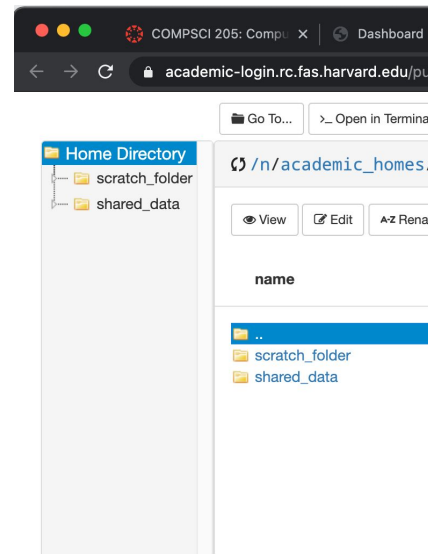 COMPSCI 205: Compu
Dashboard
academic-login.rc.fas.harvard.edu/pu
Go To...
>_ Open in Termina
Home Directory
scratch_folder
shared_data
/n/academic_homes.
View
Edit
A-Z Rena
name
..
scratch_folder
shared_data